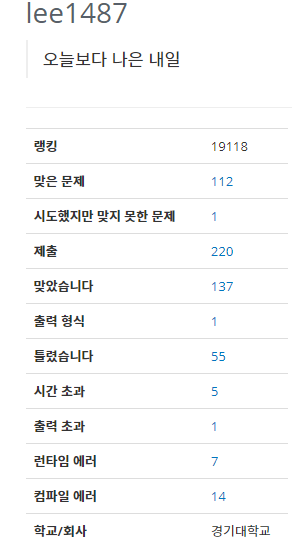 lee1487
오늘보다 나은 내일
랭킹 19118
맞은 문제 112
시도했지만 맞지 못한 문제 1
제출 220
맞았습니다 137
출력 형식 1
틀렸습니다 55
시간 초과 5
출력 초과 1
런타임 에러 7
컴파일 에러 14
학교/회사 경기대학교